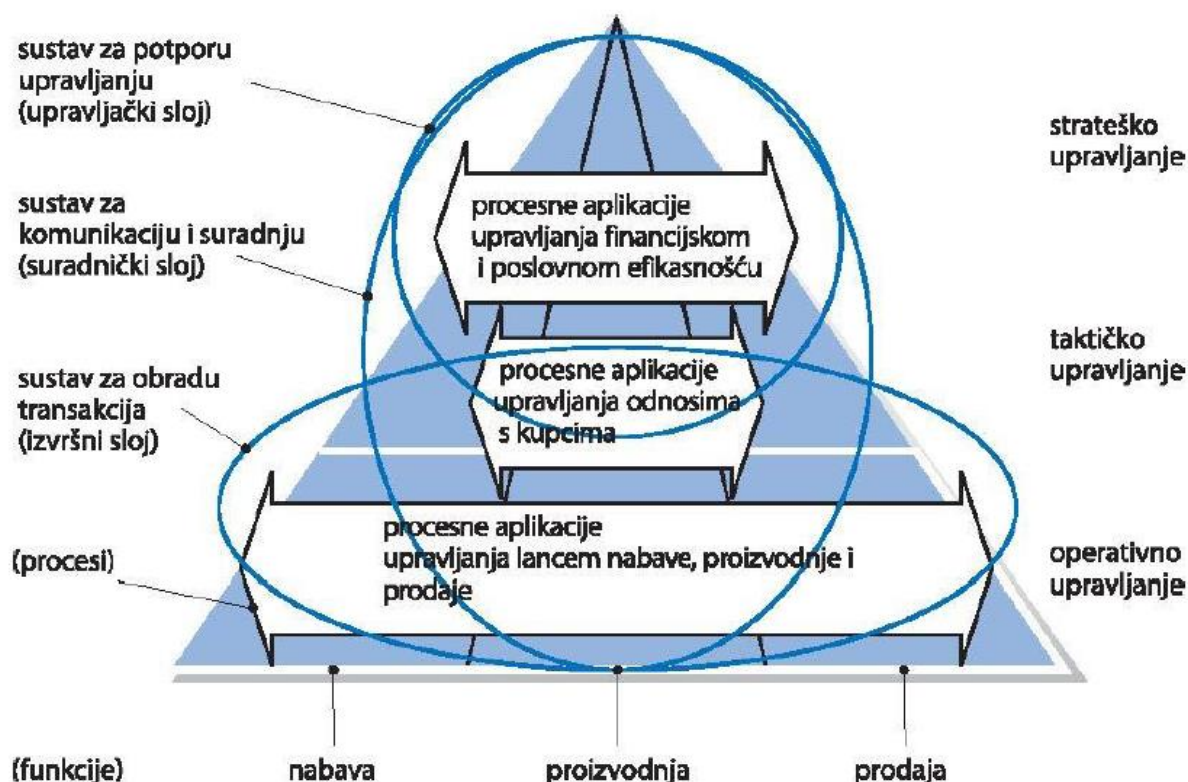 sustav za potporu
upravljanju
(upravljački sloj)
strateško
upravljanje
sustav za
komunikaciju i suradnju
(suradnički sloj)
procesne aplikacije
upravljanja financijskom
i poslovnom efikasnošću
taktičko
upravljanje
sustav za obradu
transakcija
(izvršni sloj)
procesne aplikacije
upravljanja odnosima
s kupcima
procesne aplikacije
upravljanja lancem nabave, proizvodnje i
prodaje
(procesi)
operativno
upravljanje
(funkcije)
nabava
proizvodnja
prodaja